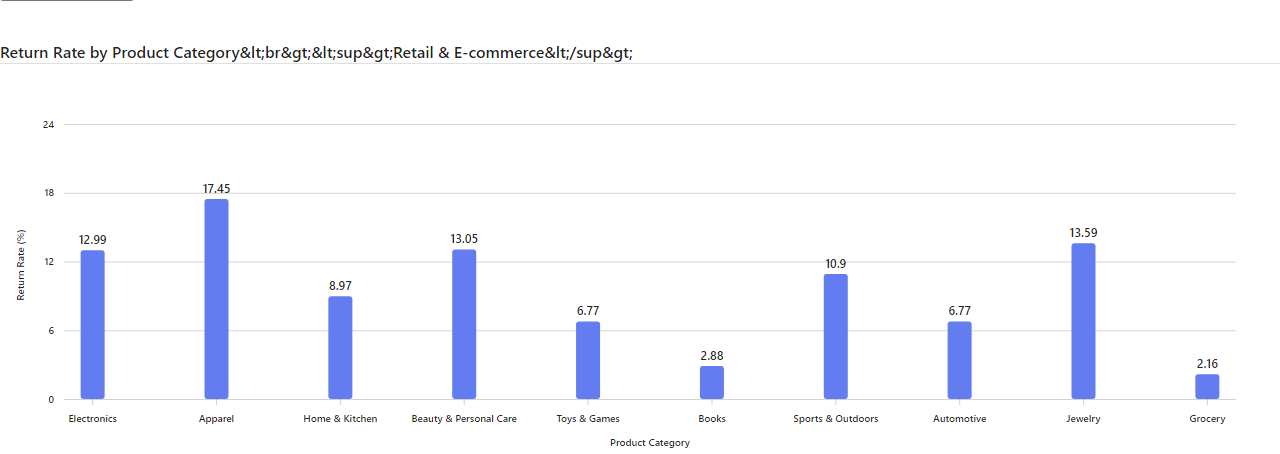 Return Rate by Product Category&lt;br&gt;&lt;sup&gt;Retail & E-commerce&lt;/sup&gt;
24
18
12
6
0
Return Rate (%)
12.99
17.45
8.97
13.05
6.77
2.88
10.9
6.77
13.59
2.16
Electronics
Apparel
Home & Kitchen
Beauty & Personal Care
Toys & Games
Books
Sports & Outdoors
Automotive
Jewelry
Grocery
Product Category